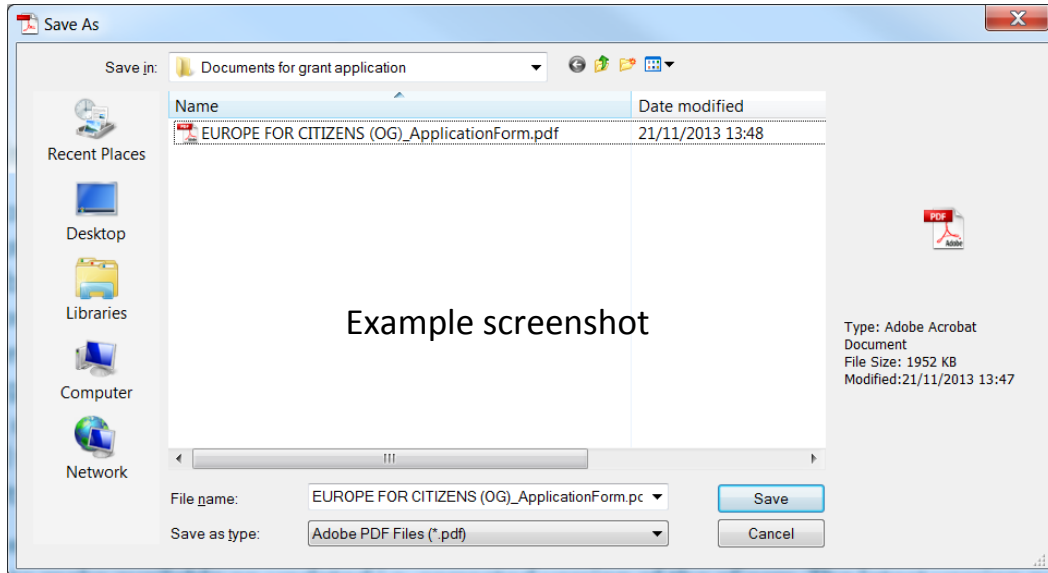 Save As
Save in:
Documents for grant application
Name
Date modified
EUROPE FOR CITIZENS (OG)_ApplicationForm.pdf
21/11/2013 13:48
Recent Places
Desktop
Libraries
Computer
Network
Example screenshot
PDF
Adobe
Type: Adobe Acrobat
Document
File Size: 1952 KB
Modified:21/11/2013 13:47
File name:
EUROPE FOR CITIZENS (OG)_ApplicationForm.pc
Save
Save as type:
Adobe PDF Files (*.pdf)
Cancel